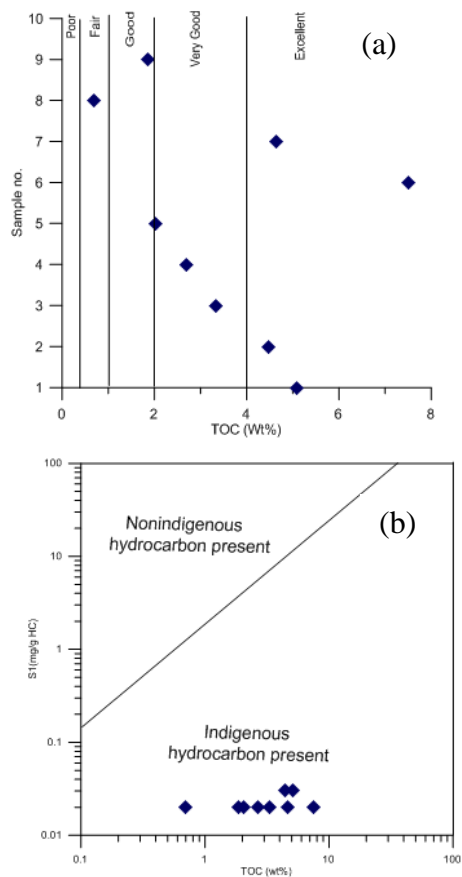 (a)
Poor
Fair
Good
Very Good
Excellent
10
9
8
7
6
5
4
3
2
1
Sample no.
0
2
4
6
8
TOC (Wt%)
(b)
100
10
1
0.1
0.01
S1(mg/g HC)
Nonindigenous
hydrocarbon present
Indigenous
hydrocarbon present
0.1
1
10
100
TOC (wt%)